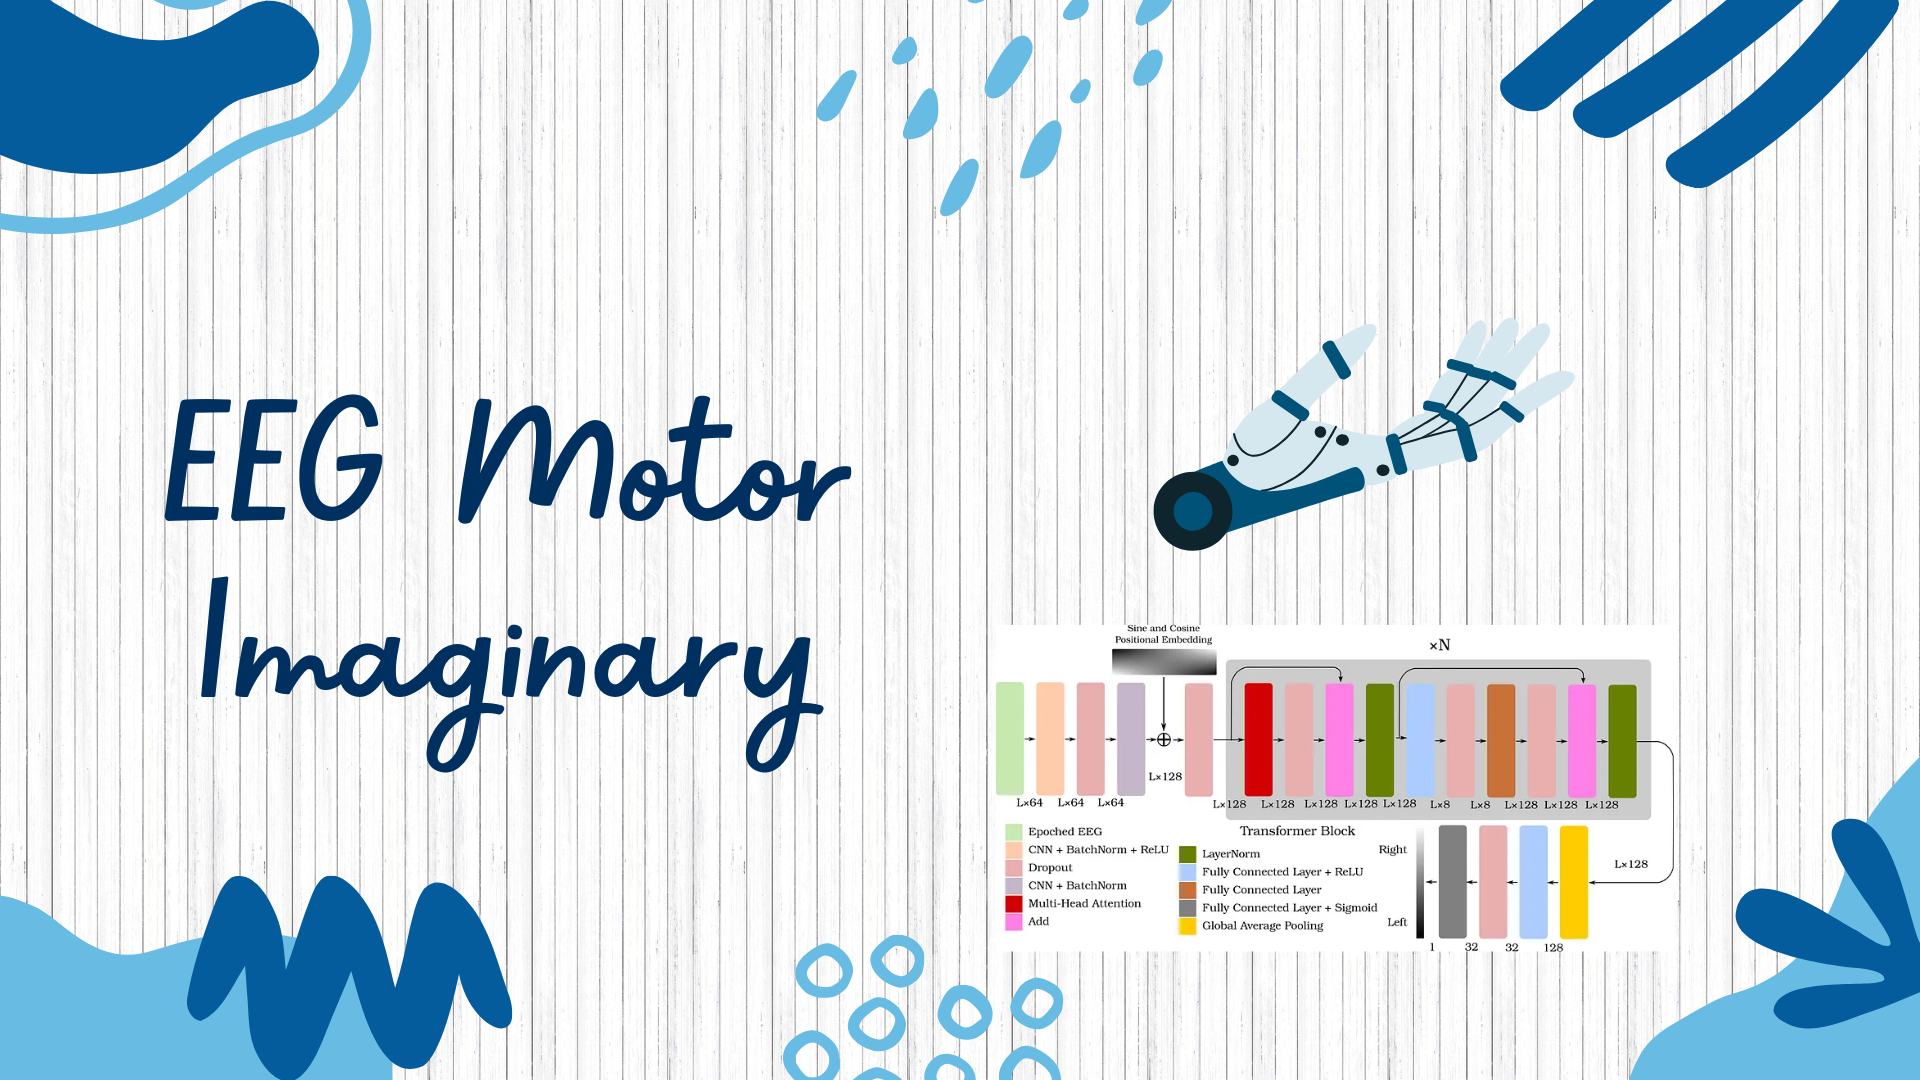 EEG Motor
Imaginary
Sine and Cosine
Positional Embedding
×N
L×128
L×64 L×64 L×64
L×128 L×128 L×128 L×128 L×128 L×8 L×8 L×128 L×128 L×128
Transformer Block
Epoched EEG
CNN + BatchNorm + ReLU
Dropout
CNN + BatchNorm
Multi-Head Attention
Add
LayerNorm
Fully Connected Layer + ReLU
Fully Connected Layer
Fully Connected Layer + Sigmoid
Global Average Pooling
Right
Left
L×128
1 32 32 128